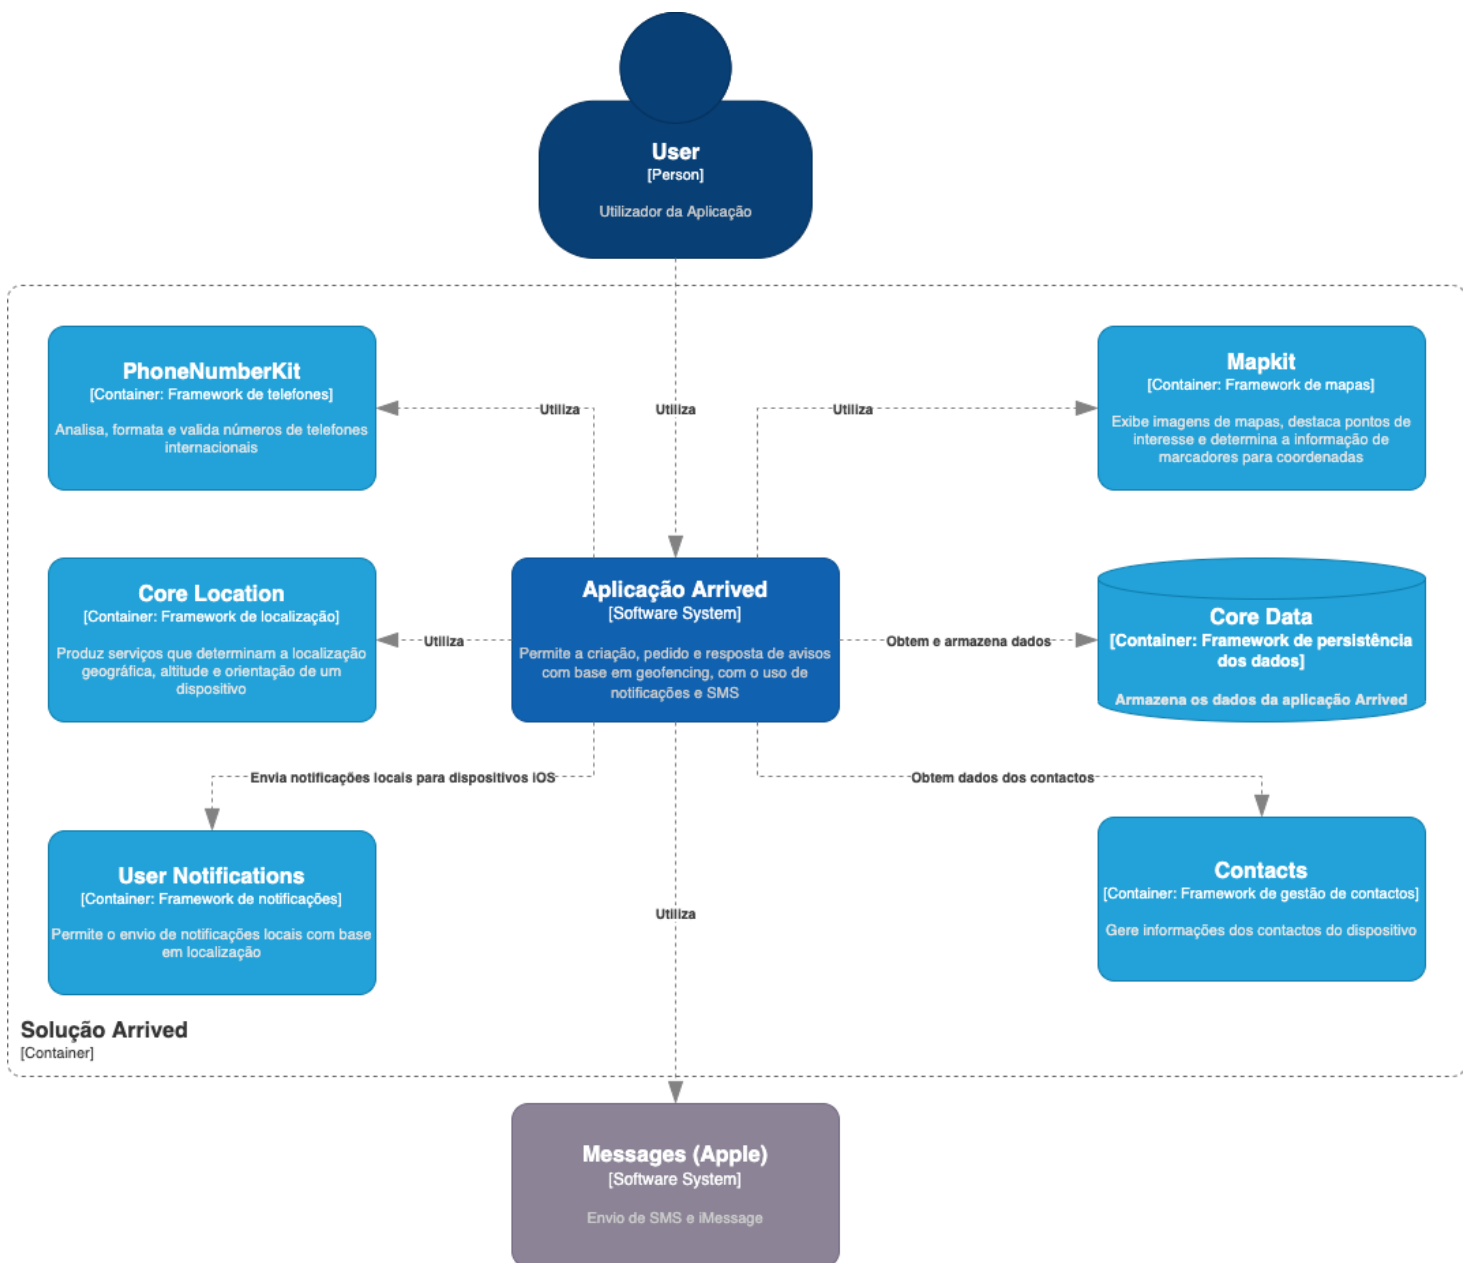 User
[Person]
Utilizador da Aplicação
PhoneNumberKit
[Container: Framework de telefones]
Analisa, formata e valida números de telefones
internacionais
Utiliza
Utiliza
Utiliza
Mapkit
[Container: Framework de mapas]
Exibe imagens de mapas, destaca pontos de
interesse e determina a informação de
marcadores para coordenadas
Core Location
[Container: Framework de localização]
Produz serviços que determinam a localização
geográfica, altitude e orientação de um
dispositivo
Utiliza
Aplicação Arrived
[Software System]
Permite a criação, pedido e resposta de avisos
com base em geofencing, com o uso de
notificações e SMS
Obtem e armazena dados
Core Data
[Container: Framework de persistência
dos dados]
Armazena os dados da aplicação Arrived
Envia notificações locais para dispositivos iOS
Obtem dados dos contactos
User Notifications
[Container: Framework de notificações]
Permite o envio de notificações locais com base
em localização
Utiliza
Contacts
[Container: Framework de gestão de contactos]
Gere informações dos contactos do dispositivo
Solução Arrived
[Container]
Messages (Apple)
[Software System]
Envio de SMS e iMessage